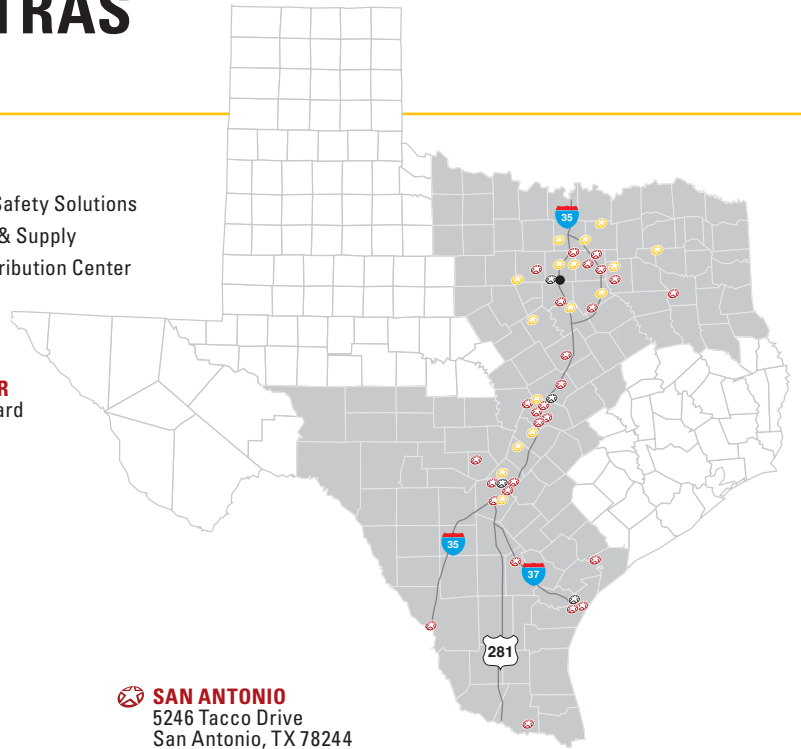 TRAS
Safety Solutions
& Supply
ribution Center
R
ard
35
35
37
281
SAN ANTONIO
5246 Tacco Drive
San Antonio, TX 78244